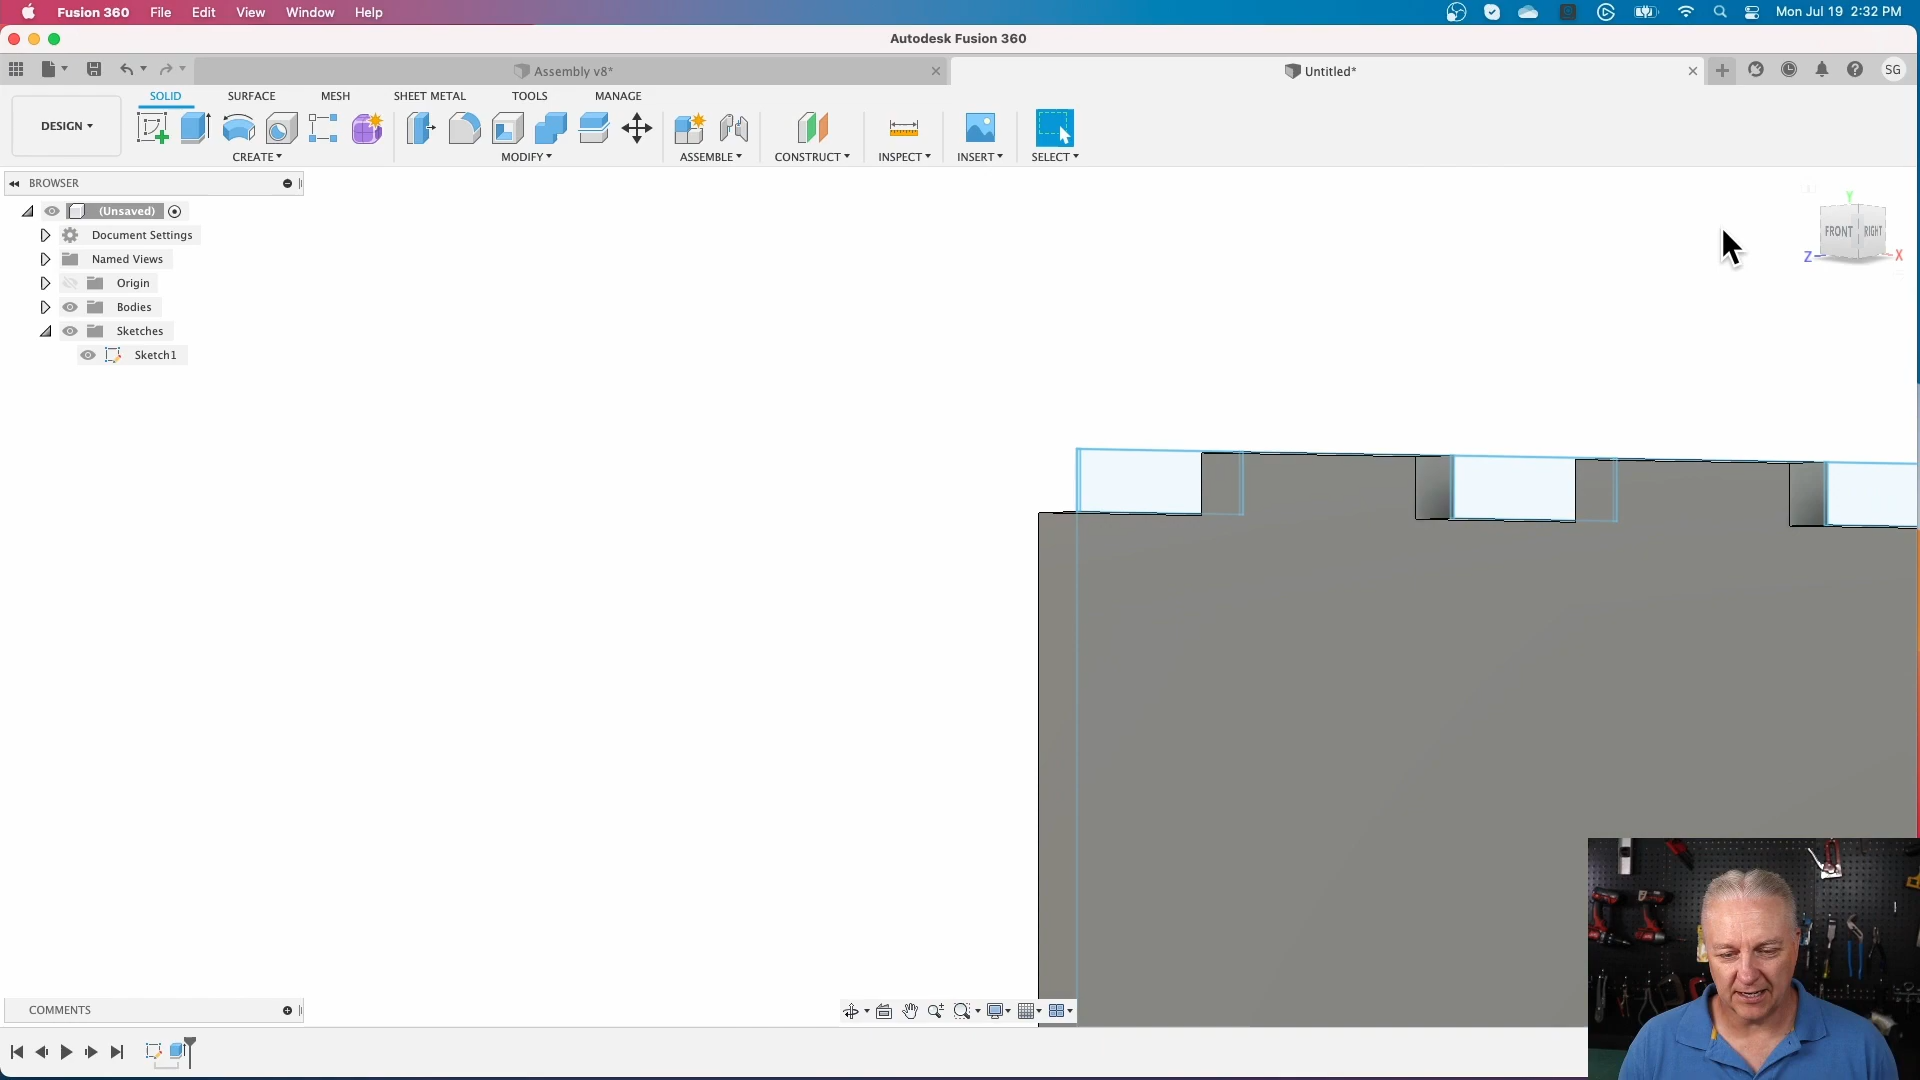 Fusion 360 File Edit View Window Help Mon Jul 19 2:32 PM
Autodesk Fusion 360
Assembly v8* Untitled* SG
SOLID SURFACE MESH SHEET METAL TOOLS MANAGE
DESIGN
CREATE MODIFY ASSEMBLE CONSTRUCT INSPECT INSERT SELECT
BROWSER
(Unsaved)
Document Settings
Named Views
Origin
Bodies
Sketches
Sketch1
Y
FRONT RIGHT
Z X
COMMENTS